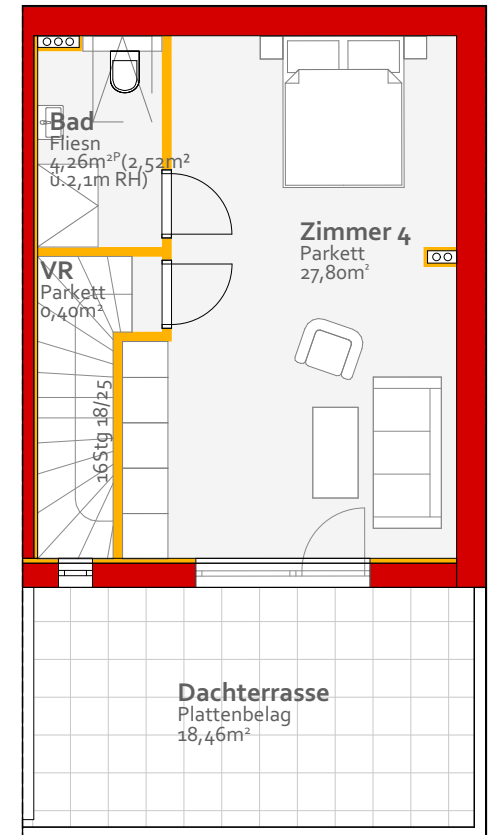 Bad
Fliesn
4,26m²ᴾ(2,52m²
ü.2,1m RH)
Zimmer 4
Parkett
27,80m²
VR
Parkett
0,40m²
16Stg 18/25
Dachterrasse
Plattenbelag
18,46m²